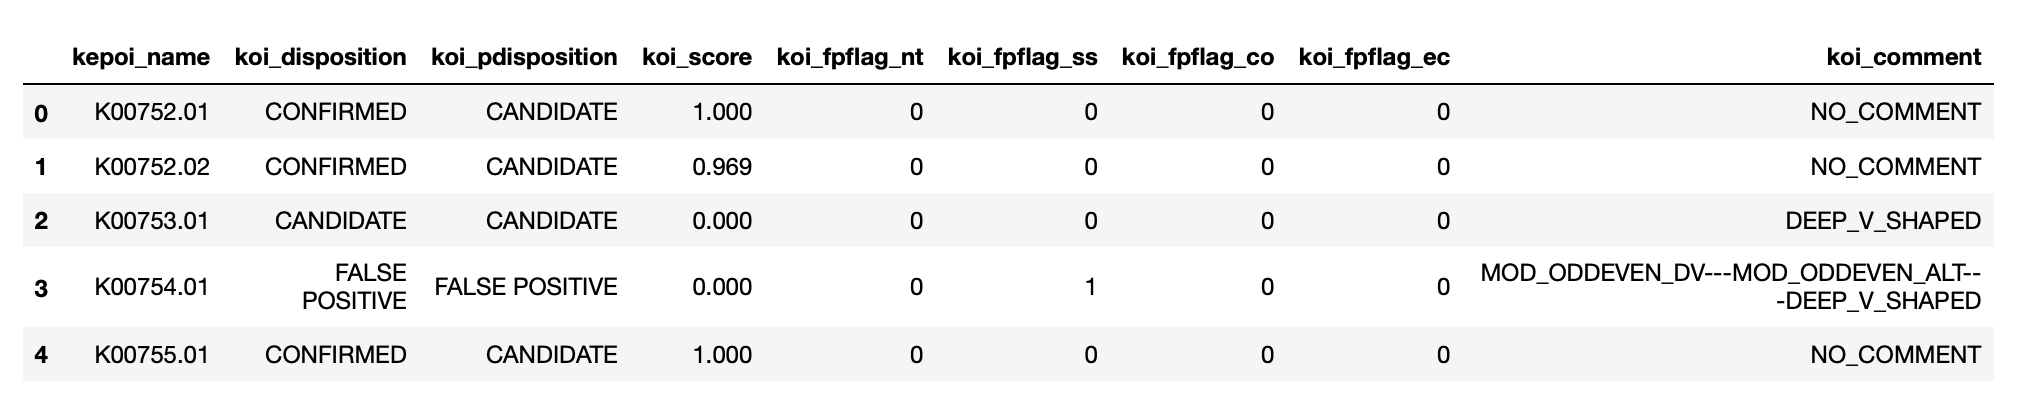 kepoi_name koi_disposition koi_pdisposition koi_score koi_fpflag_nt koi_fpflag_ss koi_fpflag_co koi_fpflag_ec koi_comment
0 K00752.01 CONFIRMED CANDIDATE 1.000 0 0 0 0 NO_COMMENT
1 K00752.02 CONFIRMED CANDIDATE 0.969 0 0 0 0 NO_COMMENT
2 K00753.01 CANDIDATE CANDIDATE 0.000 0 0 0 0 DEEP_V_SHAPED
3 K00754.01 FALSE POSITIVE FALSE POSITIVE 0.000 0 1 0 0 MOD_ODDEVEN_DV---MOD_ODDEVEN_ALT---DEEP_V_SHAPED
4 K00755.01 CONFIRMED CANDIDATE 1.000 0 0 0 0 NO_COMMENT